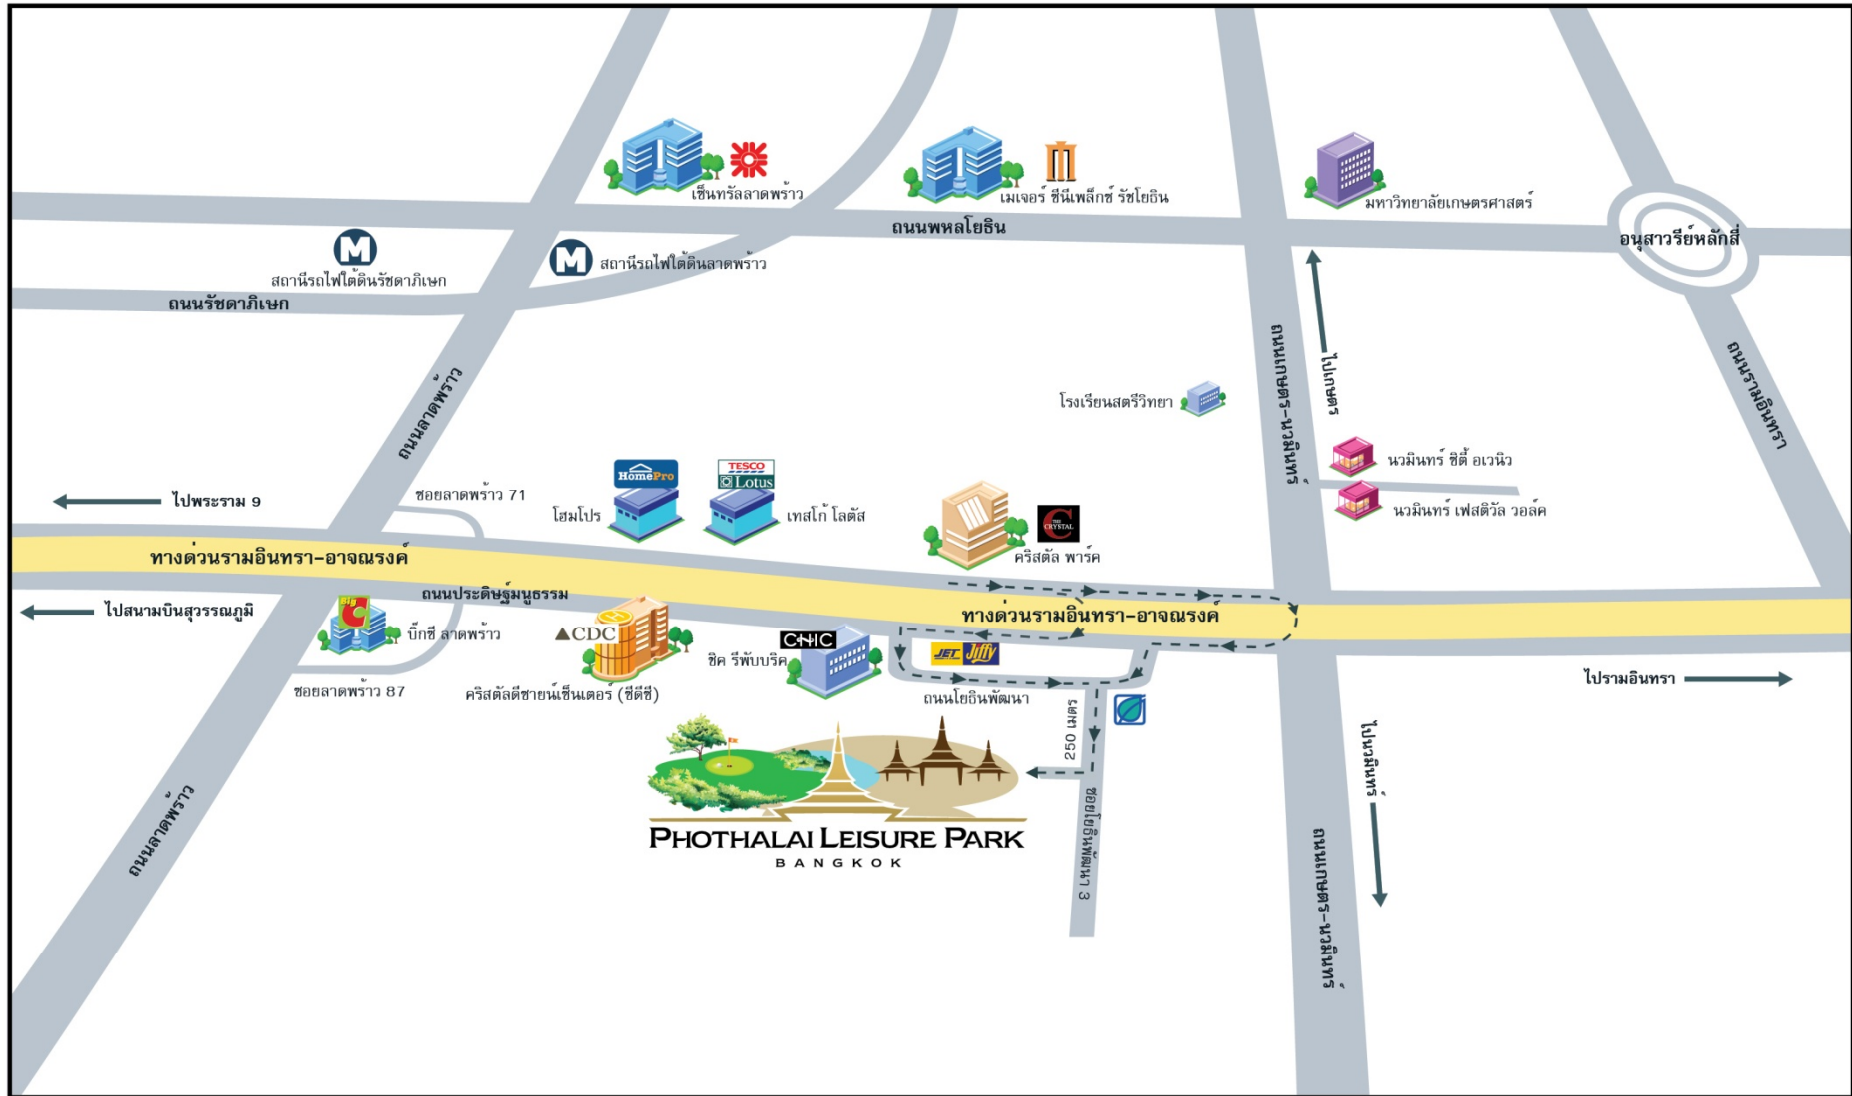 เซ็นทรัลลาดพร้าว
เมเจอร์ ซีนีเพล็กซ์ รัชโยธิน
มหาวิทยาลัยเกษตรศาสตร์
ถนนพหลโยธิน
อนุสาวรีย์หลักสี่
M
สถานีรถไฟใต้ดินรัชดาภิเษก
M
สถานีรถไฟใต้ดินลาดพร้าว
ถนนรัชดาภิเษก
ถนนลาดพร้าว
ถนนเกษตร-นวมินทร์
ไปเกษตร
ถนนรามอินทรา
โรงเรียนสตรีวิทยา
นวมินทร์ ซิตี้ อเวนิว
นวมินทร์ เฟสติวัล วอล์ค
HomePro
โฮมโปร
TESCO
Lotus
เทสโก้ โลตัส
THE
CRYSTAL
คริสตัล พาร์ค
ซอยลาดพร้าว 71
ไปพระราม 9
ทางด่วนรามอินทรา-อาจณรงค์
ถนนประดิษฐ์มนูธรรม
ทางด่วนรามอินทรา-อาจณรงค์
ไปสนามบินสุวรรณภูมิ
Big C
บิ๊กซี ลาดพร้าว
CDC
คริสตัลดีซายน์เซ็นเตอร์ (ซีดีซี)
CHIC
ชิค รีพับบริค
JET Jiffy
ซอยลาดพร้าว 87
ถนนโยธินพัฒนา
ไปรามอินทรา
250 เมตร
ซอยโยธินพัฒนา 3
ไปนวมินทร์
ถนนลาดพร้าว
ถนนเกษตร-นวมินทร์
PHOTHALAI LEISURE PARK
BANGKOK